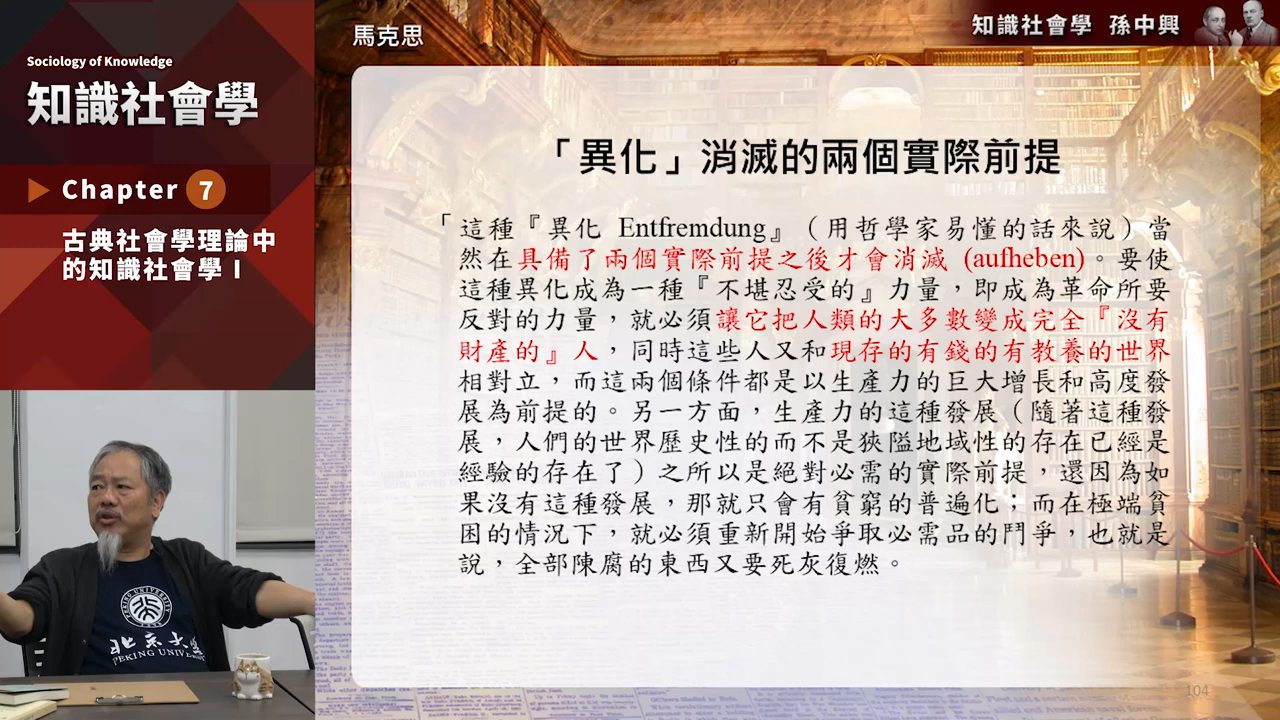 Sociology of Knowledge
知識社會學
Chapter 7
古典社會學理論中
的知識社會學 I
馬克思
知識社會學 孫中興
「異化」消滅的兩個實際前提
「這種『異化 Entfremdung』（用哲學家易懂的話來說）當
然在具備了兩個實際前提之後才會消滅 (aufheben)。要使
這種異化成為一種『不堪忍受的』力量，即成為革命所要
反對的力量，就必須讓它把人類的大多數變成完全『沒有
財產的』人，同時這些人又和現存的有錢的有教養的世界
相對立，而這兩個條件都是以生產力的巨大增長和高度發
展為前提的。另一方面，生產力的這種發展（隨著這種發
展，人們的世界歷史性的而不是狹隘地域性的存在已經是
經驗的存在了）之所以是絕對必需的實際前提，還因為如
果沒有這種發展，那就只會有貧窮的普遍化；而在極端貧
困的情況下，就必須重新開始爭取必需品的鬥爭，也就是
說，全部陳腐的東西又要死灰復燃。
104
PEKING UNIVERSITY
北京大學
PEKING UNIV